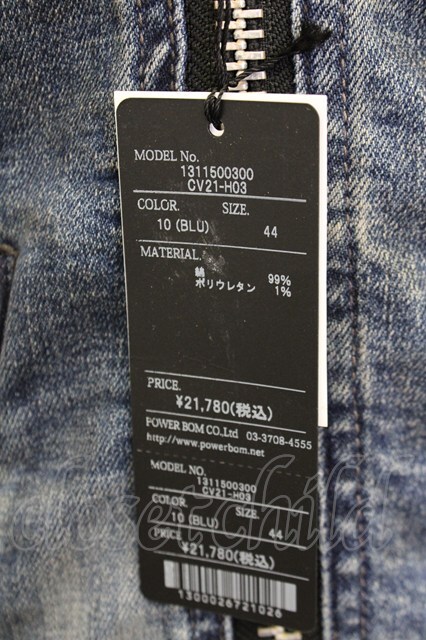 MODEL No.
1311500300
CV21-H03
COLOR. SIZE.
10 (BLU) 44
MATERIAL.
綿 99%
ポリウレタン 1%
PRICE.
¥21,780(税込)
POWER BOM CO.,Ltd 03-3708-4555
http://www.powerbom.net
MODEL NO.
1311500300
CV21-H03
COLOR. SIZE.
10 (BLU) 44
PRICE.
¥21,780(税込)
1300026721026
closetchild